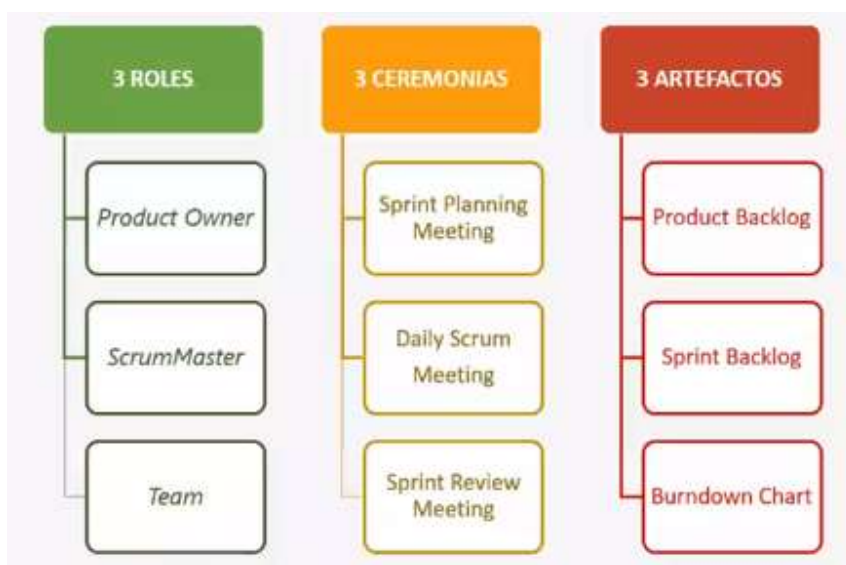 3 ROLES
Product Owner
ScrumMaster
Team
3 CEREMONIAS
Sprint Planning
Meeting
Daily Scrum
Meeting
Sprint Review
Meeting
3 ARTEFACTOS
Product Backlog
Sprint Backlog
Burndown Chart